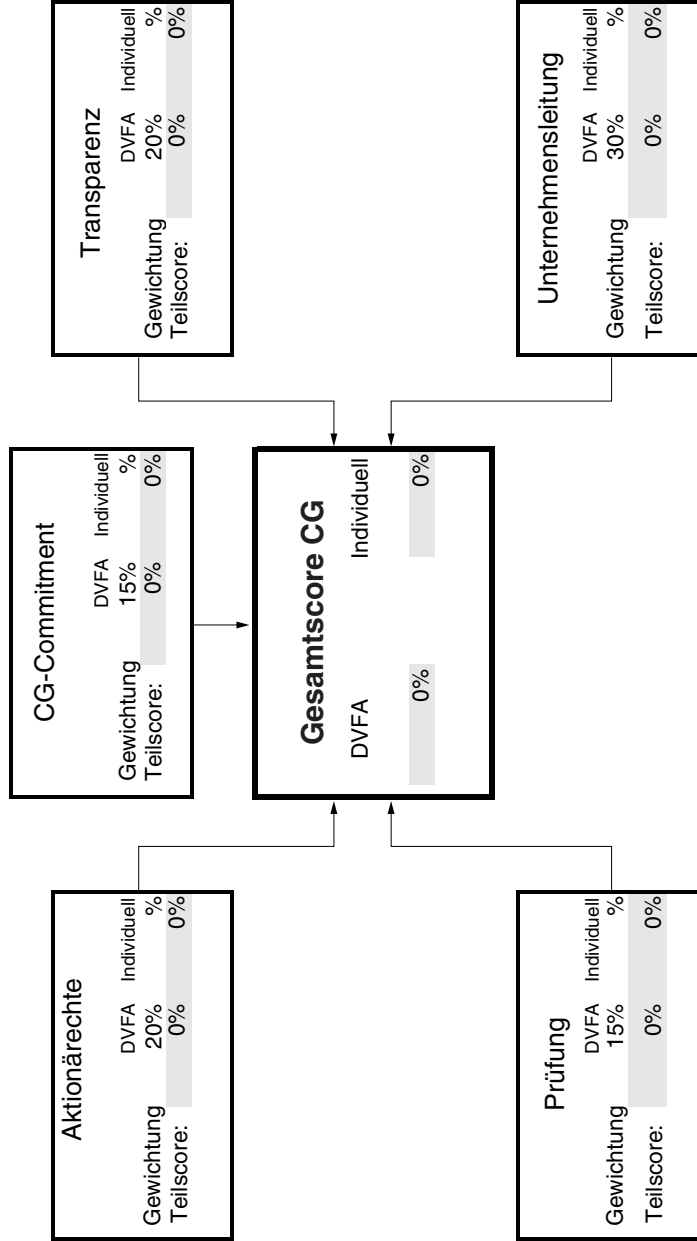 Aktionärechte
DVFA Individuell
Gewichtung 20% %
Teilscore: 0% 0%
CG-Commitment
DVFA Individuell
Gewichtung 15% %
Teilscore: 0% 0%
Transparenz
DVFA Individuell
Gewichtung 20% %
Teilscore: 0% 0%
Gesamtscore CG
DVFA Individuell
0% 0%
Prüfung
DVFA Individuell
Gewichtung 15% %
Teilscore: 0% 0%
Unternehmensleitung
DVFA Individuell
Gewichtung 30% %
Teilscore: 0% 0%